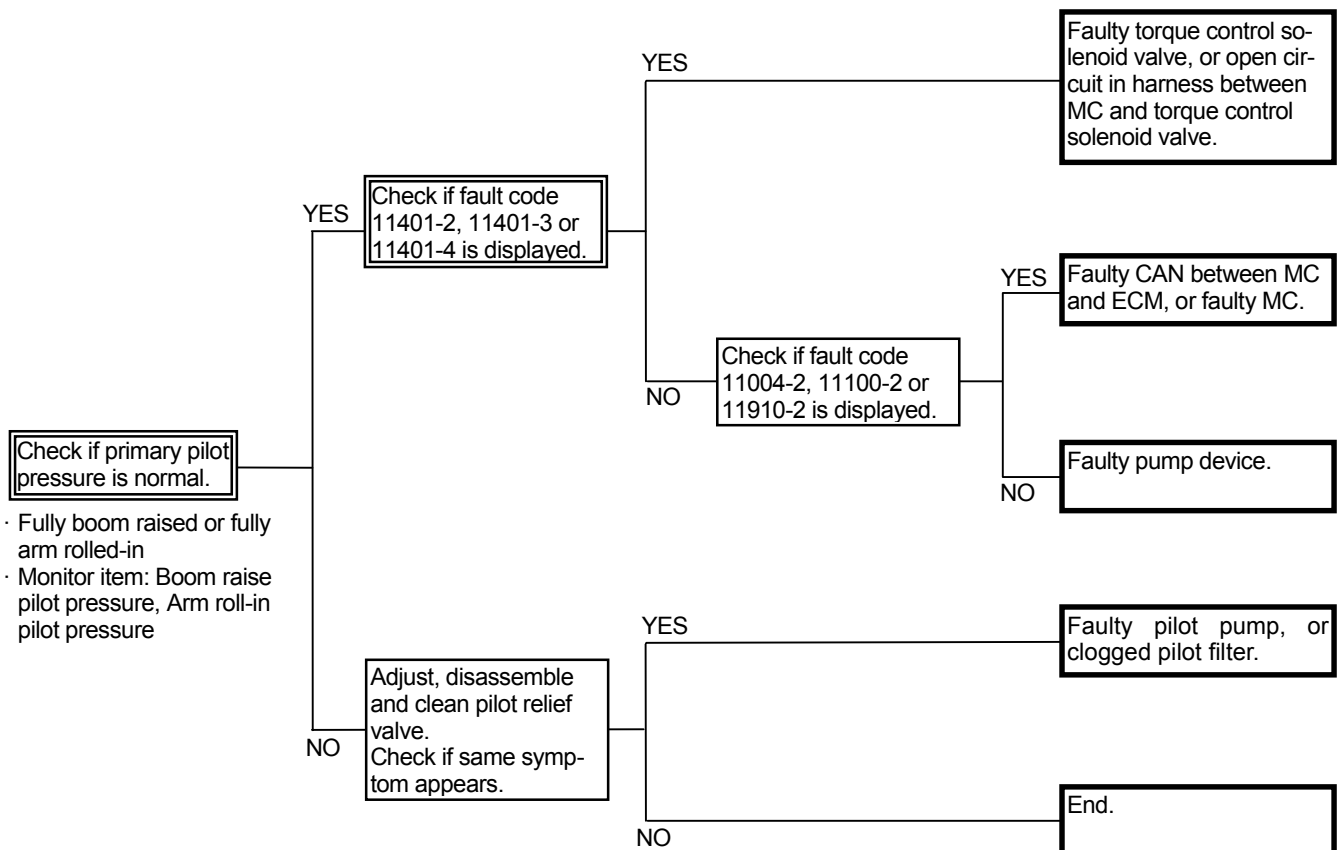 Faulty torque control so-
lenoid valve, or open cir-
cuit in harness between
MC and torque control
solenoid valve.
YES
Check if fault code
11401-2, 11401-3 or
11401-4 is displayed.
YES
Faulty CAN between MC
and ECM, or faulty MC.
YES
Check if fault code
11004-2, 11100-2 or
11910-2 is displayed.
NO
Check if primary pilot
pressure is normal.
Faulty pump device.
NO
· Fully boom raised or fully
arm rolled-in
· Monitor item: Boom raise
pilot pressure, Arm roll-in
pilot pressure
YES
Faulty pilot pump, or
clogged pilot filter.
Adjust, disassemble
and clean pilot relief
valve.
Check if same symp-
tom appears.
NO
End.
NO